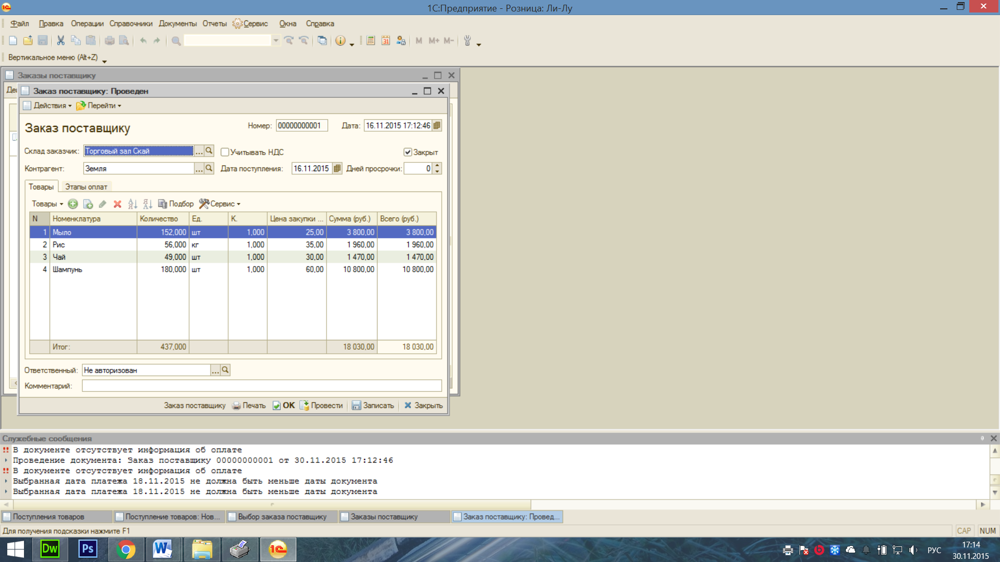 1С:Предприятие - Розница: Ли-Лу
Файл Правка Операции Справочники Документы Отчеты Сервис Окна Справка
31 M M+ M-
Вертикальное меню (Alt+Z)
Заказы поставщику
Заказ поставщику: Проведен
Действия Перейти
Заказ поставщику
Номер: 00000000001 Дата: 16.11.2015 17:12:46
Склад заказчик: Торговый зал Скай ... Учитывать НДС Закрыт
Контрагент: Земля ... Дата поступления: 16.11.2015 Дней просрочки: 0
Товары Этапы оплат
Товары Подбор Сервис
N Номенклатура Количество Ед. К. Цена закупки ... Сумма (руб.) Всего (руб.)
1 Мыло 152,000 шт 1,000 25,00 3 800,00 3 800,00
2 Рис 56,000 кг 1,000 35,00 1 960,00 1 960,00
3 Чай 49,000 шт 1,000 30,00 1 470,00 1 470,00
4 Шампунь 180,000 шт 1,000 60,00 10 800,00 10 800,00
Итог: 437,000 18 030,00 18 030,00
Ответственный: Не авторизован ...
Комментарий:
Заказ поставщику Печать OK Провести Записать Закрыть
Служебные сообщения
!! В документе отсутствует информация об оплате
Проведение документа: Заказ поставщику 00000000001 от 30.11.2015 17:12:46
!! В документе отсутствует информация об оплате
Выбранная дата платежа 18.11.2015 не должна быть меньше даты документа
Выбранная дата платежа 18.11.2015 не должна быть меньше даты документа
Поступления товаров Поступление товаров: Нов... Выбор заказа поставщику Заказы поставщику Заказ поставщику: Провед...
Для получения подсказки нажмите F1 CAP NUM
Dw Ps W 1С РУС 17:14
30.11.2015